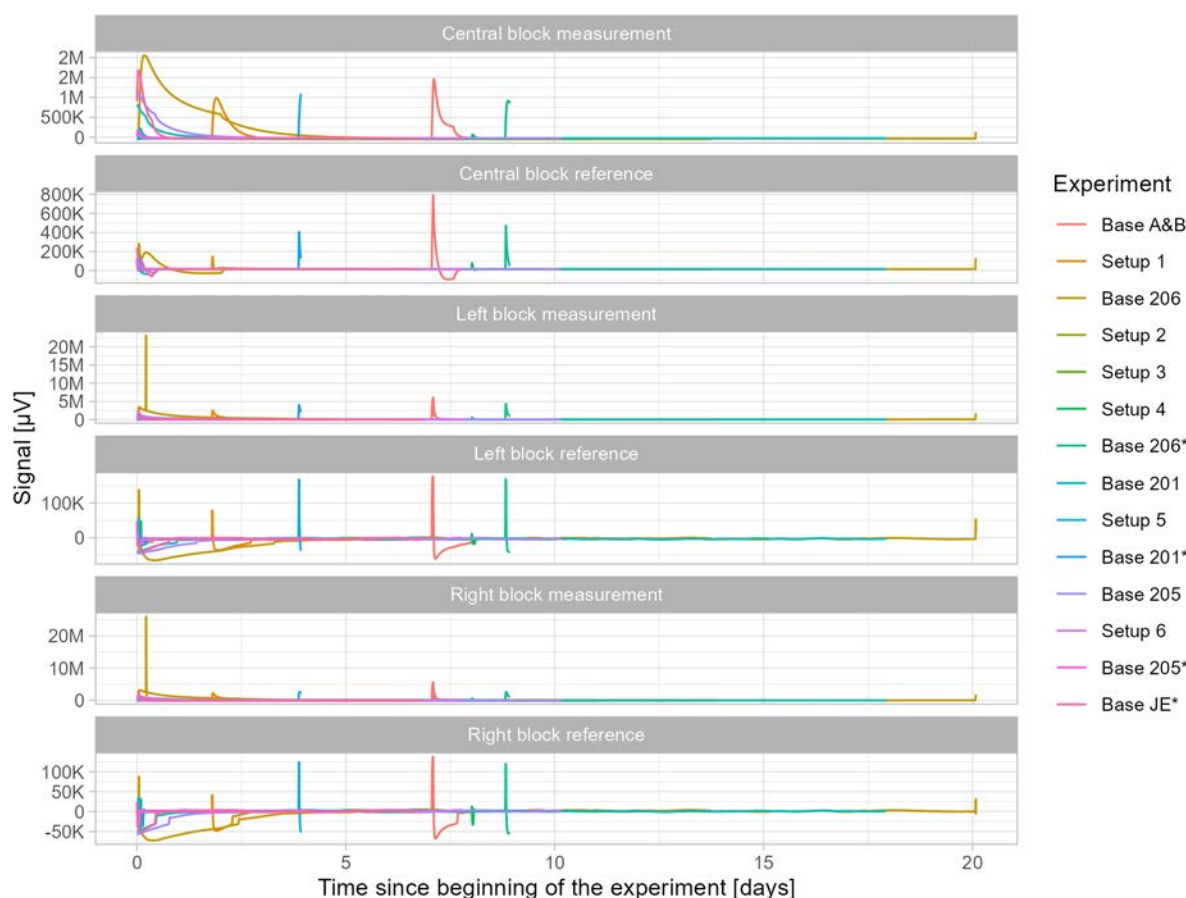 Central block measurement
2M
2M
1M
500K
0
Central block reference
800K
600K
400K
200K
0
Left block measurement
20M
15M
10M
5M
0
Left block reference
100K
0
Right block measurement
20M
10M
0
Right block reference
100K
50K
0
-50K
0 5 10 15 20
Time since beginning of the experiment [days]
Signal [µV]
Experiment
Base A&B
Setup 1
Base 206
Setup 2
Setup 3
Setup 4
Base 206*
Base 201
Setup 5
Base 201*
Base 205
Setup 6
Base 205*
Base JE*